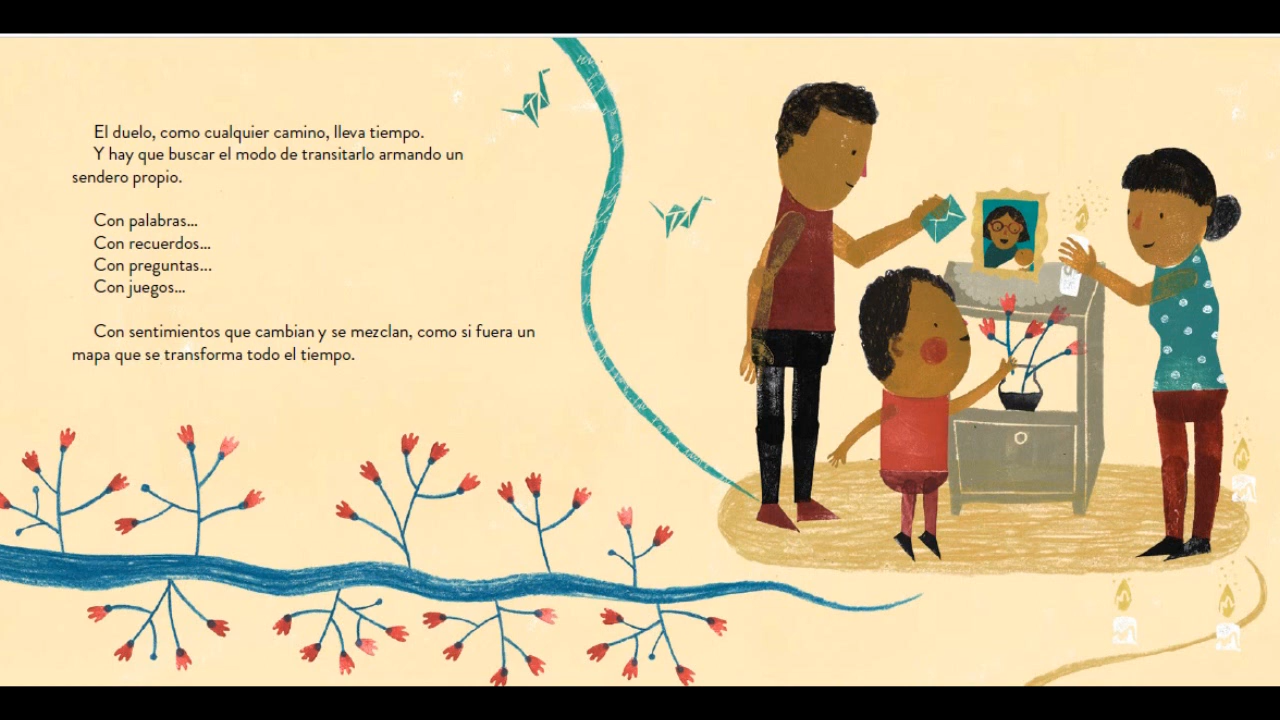 El duelo, como cualquier camino, lleva tiempo.
Y hay que buscar el modo de transitarlo armando un
sendero propio.
Con palabras...
Con recuerdos...
Con preguntas...
Con juegos...
Con sentimientos que cambian y se mezclan, como si fuera un
mapa que se transforma todo el tiempo.